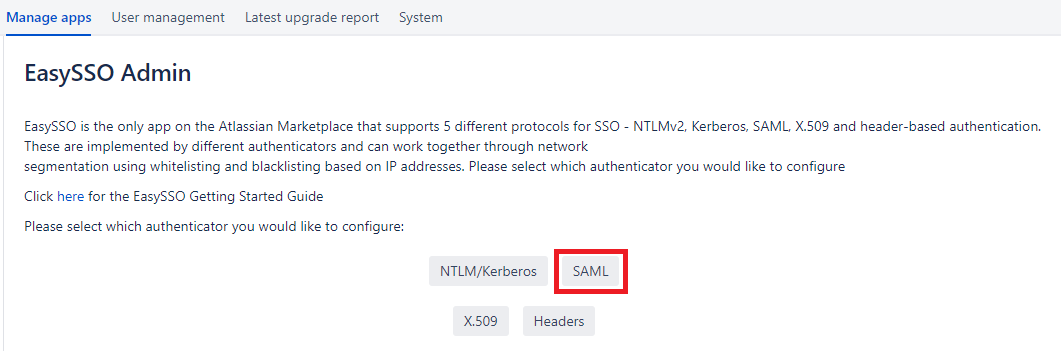 Manage apps User management Latest upgrade report System
EasySSO Admin
EasySSO is the only app on the Atlassian Marketplace that supports 5 different protocols for SSO - NTLMv2, Kerberos, SAML, X.509 and header-based authentication.
These are implemented by different authenticators and can work together through network
segmentation using whitelisting and blacklisting based on IP addresses. Please select which authenticator you would like to configure
Click here for the EasySSO Getting Started Guide
Please select which authenticator you would like to configure:
NTLM/Kerberos SAML
X.509 Headers